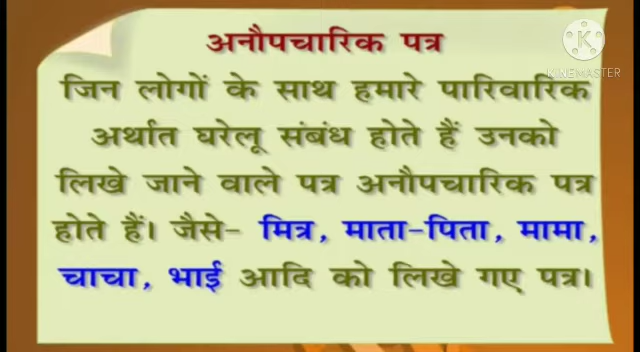 अनौपचारिक पत्र
जिन लोगों के साथ हमारे पारिवारिक
अर्थात घरेलू संबंध होते हैं उनको
लिखे जाने वाले पत्र अनौपचारिक पत्र
होते हैं। जैसे- मित्र, माता-पिता, मामा,
चाचा, भाई आदि को लिखे गए पत्र।
K
KINEMASTER